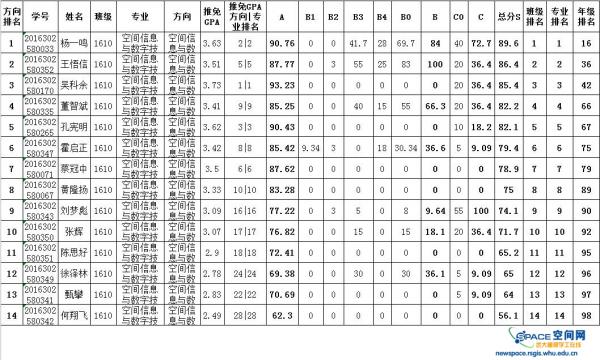 方向排名 学号 姓名 班级 专业 方向 推免GPA 推免GPA方向|专业排名 A B1 B2 B3 B4 B0 B C0 C 总分S 班级排名 专业排名 年级排名
1 2016302580033 杨一鸣 1610 空间信息与数字技 空间信息与数 3.63 2|2 90.76 0 0 41.7 28 69.7 84 40 72.7 89.6 1 1 16
2 2016302580352 王悟信 1610 空间信息与数字技 空间信息与数 3.51 5|5 87.77 0 3 55 25 83 100 20 36.4 86.4 2 2 36
3 2016302580170 吴科余 1610 空间信息与数字技 空间信息与数 3.73 1|1 93.23 0 0 0 0 0 0 20 36.4 85.4 3 3 42
4 2016302580335 董智斌 1610 空间信息与数字技 空间信息与数 3.41 9|9 85.25 0 0 40 15 55 66.3 20 36.4 82.2 4 4 66
5 2016302580265 孔宪明 1610 空间信息与数字技 空间信息与数 3.62 3|3 90.43 0 0 0 0 0 0 10 18.2 82.1 5 5 67
6 2016302580347 霍启正 1610 空间信息与数字技 空间信息与数 3.42 8|8 85.42 9.34 3 0 18 30.34 36.6 5 9.09 79.4 6 6 75
7 2016302580071 蔡冠中 1610 空间信息与数字技 空间信息与数 3.5 6|6 87.62 0 0 0 0 0 0 0 0 78.9 7 7 79
8 2016302580067 黄隆扬 1610 空间信息与数字技 空间信息与数 3.33 10|10 83.28 0 0 0 0 0 0 0 0 75 8 8 89
9 2016302580343 刘梦彪 1610 空间信息与数字技 空间信息与数 3.09 16|16 77.22 0 3 5 0 8 9.64 55 100 74.1 9 9 90
10 2016302580350 张辉 1610 空间信息与数字技 空间信息与数 3.07 17|17 76.82 0 0 15 0 15 18.1 20 36.4 71.7 10 10 92
11 2016302580351 陈思好 1610 空间信息与数字技 空间信息与数 2.9 18|18 72.41 0 0 0 0 0 0 0 0 65.2 11 11 95
12 2016302580349 徐泽林 1610 空间信息与数字技 空间信息与数 2.78 24|24 69.38 0 0 30 0 30 36.1 5 9.09 65 12 12 96
13 2016302580341 甄攀 1610 空间信息与数字技 空间信息与数 2.83 22|22 70.69 0 0 0 0 0 0 5 9.09 64 13 13 97
14 2016302580342 何翔飞 1610 空间信息与数字技 空间信息与数 2.49 28|28 62.3 0 0 0 0 0 0 0 0 56.1 14 14 98
SPACE空间网
武大遥感学工在线
newspace.rsgis.whu.edu.cn